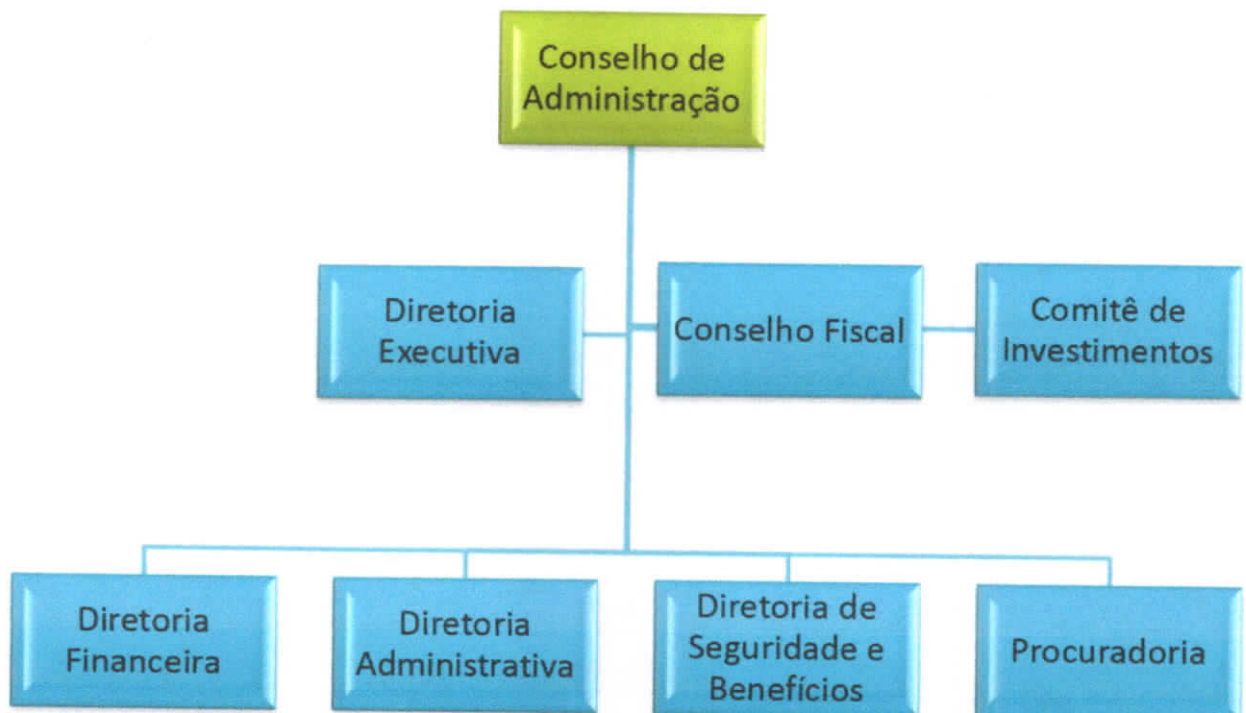 Conselho de
Administração
Diretoria
Executiva
Conselho Fiscal
Comitê de
Investimentos
Diretoria
Financeira
Diretoria
Administrativa
Diretoria de
Seguridade e
Benefícios
Procuradoria